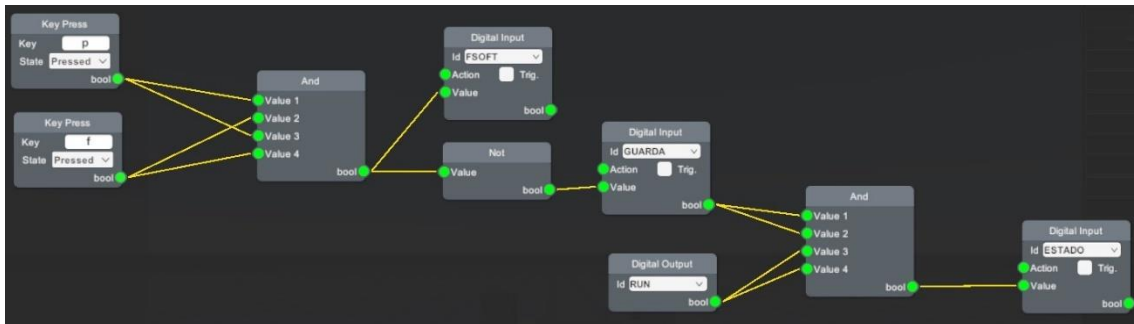 Key Press
Key p
State Pressed
bool
Key Press
Key f
State Pressed
bool
And
Value 1
Value 2
Value 3
Value 4
bool
Digital Input
Id FSOFT
Action Trig.
Value
bool
Not
Value
bool
Digital Input
Id GUARDA
Action Trig.
Value
bool
Digital Output
Id RUN
bool
And
Value 1
Value 2
Value 3
Value 4
bool
Digital Input
Id ESTADO
Action Trig.
Value
bool